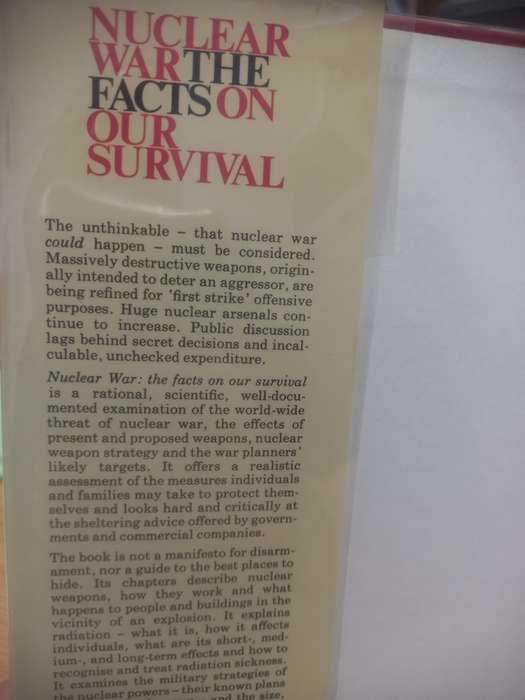 NUCLEAR
WAR THE
FACTS ON
OUR
SURVIVAL
The unthinkable – that nuclear war
could happen – must be considered.
Massively destructive weapons, origin-
ally intended to deter an aggressor, are
being refined for 'first strike' offensive
purposes. Huge nuclear arsenals con-
tinue to increase. Public discussion
lags behind secret decisions and incal-
culable, unchecked expenditure.
Nuclear War: the facts on our survival
is a rational, scientific, well-docu-
mented examination of the world-wide
threat of nuclear war, the effects of
present and proposed weapons, nuclear
weapon strategy and the war planners'
likely targets. It offers a realistic
assessment of the measures individuals
and families may take to protect them-
selves and looks hard and critically at
the sheltering advice offered by govern-
ments and commercial companies.
The book is not a manifesto for disarm-
ament, nor a guide to the best places to
hide. Its chapters describe nuclear
weapons, how they work and what
happens to people and buildings in the
vicinity of an explosion. It explains
radiation – what it is, how it affects
individuals, what are its short-, med-
ium-, and long-term effects and how to
recognise and treat radiation sickness.
It examines the military strategies of
the nuclear powers – their known plans
and the size,